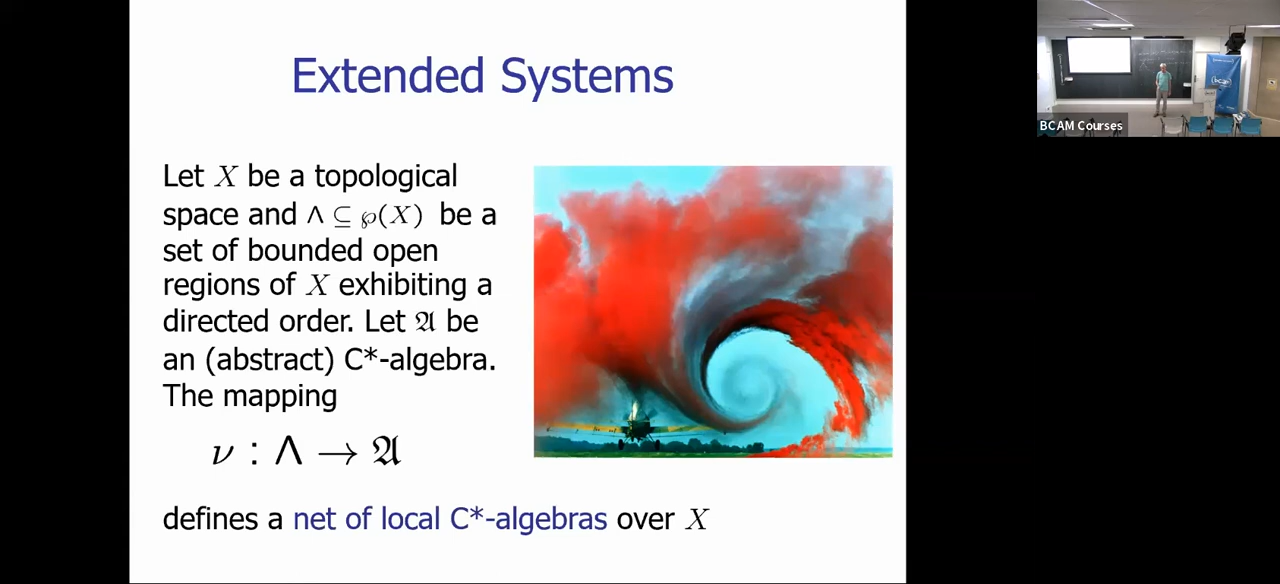 Extended Systems
Let X be a topological
space and Λ ⊆ ℘(X) be a
set of bounded open
regions of X exhibiting a
directed order. Let 𝔄 be
an (abstract) C*-algebra.
The mapping
ν : Λ → 𝔄
defines a net of local C*-algebras over X
BCAM Courses